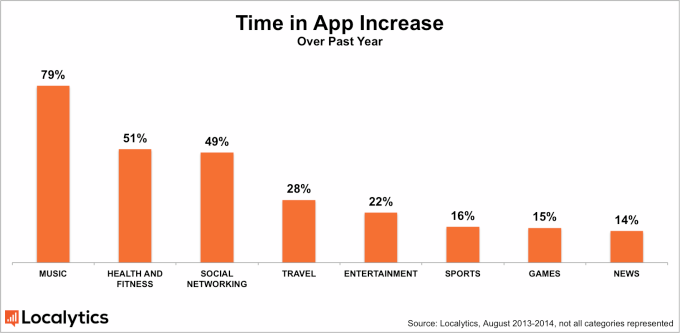 Time in App Increase
Over Past Year
79%
51%
49%
28%
22%
16%
15%
14%
MUSIC
HEALTH AND
FITNESS
SOCIAL
NETWORKING
TRAVEL
ENTERTAINMENT
SPORTS
GAMES
NEWS
Localytics
Source: Localytics, August 2013-2014, not all categories represented